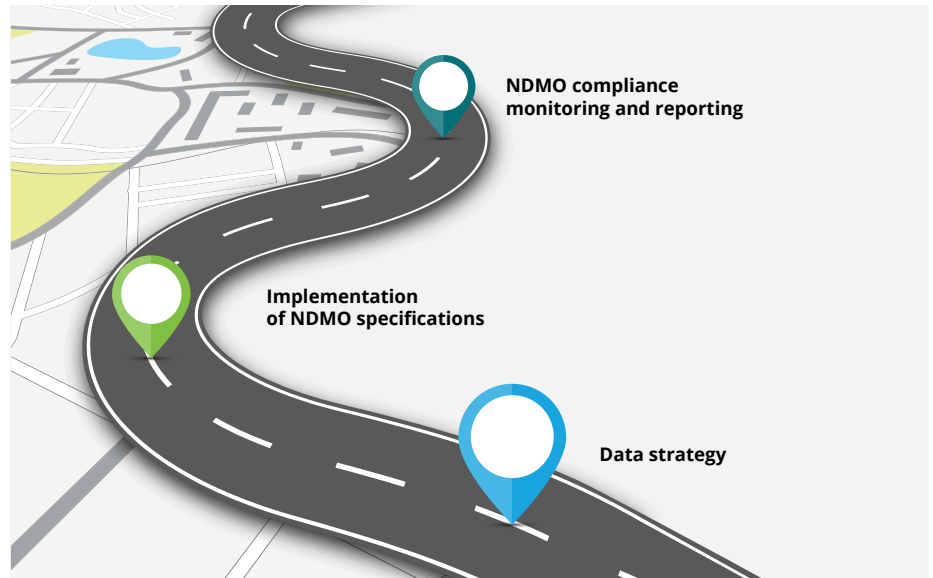 NDMO compliance
monitoring and reporting
Implementation
of NDMO specifications
Data strategy